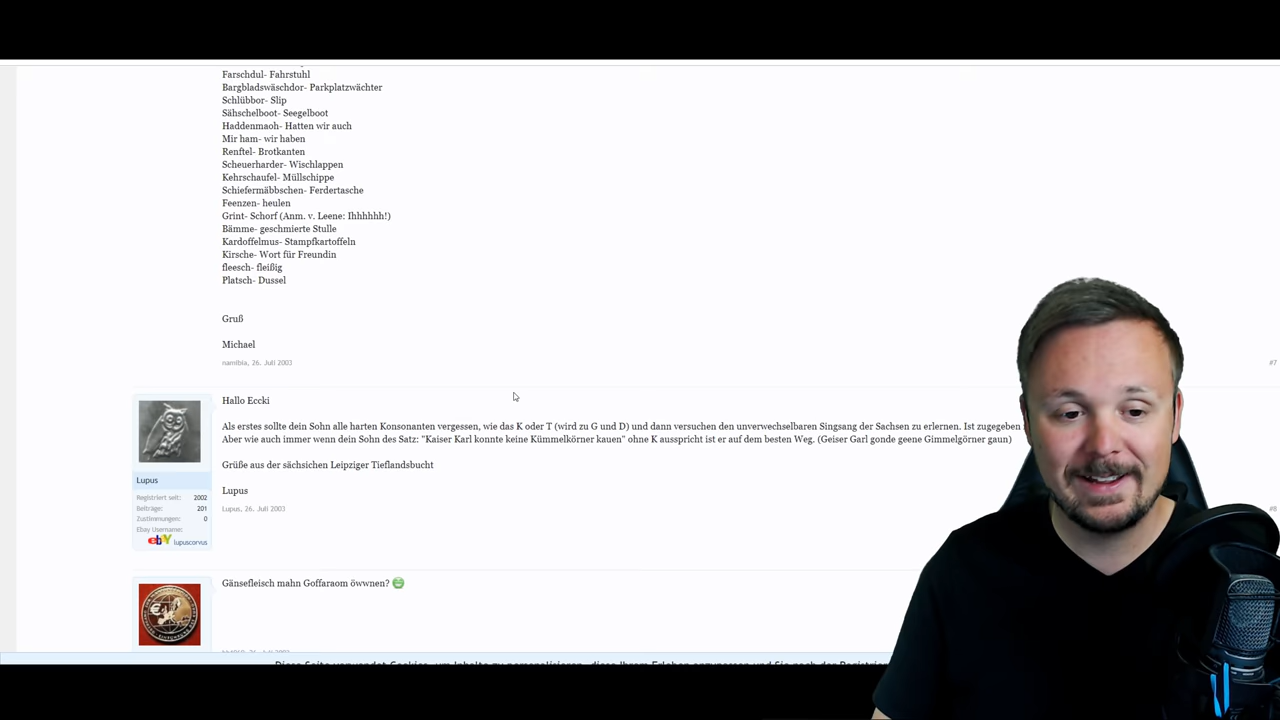 Farschdul- Fahrstuhl
Bargbladswäschdor- Parkplatzwächter
Schlübbor- Slip
Sähschelboot- Seegelboot
Haddenmaoh- Hatten wir auch
Mir ham- wir haben
Renftel- Brotkanten
Scheuerharder- Wischlappen
Kehrschaufel- Müllschippe
Schiefermäbbschen- Ferdertasche
Feenzen- heulen
Grint- Schorf (Anm. v. Leene: Ihhhhhh!)
Bämme- geschmierte Stulle
Kardoffelmus- Stampfkartoffeln
Kirsche- Wort für Freundin
fleesch- fleißig
Platsch- Dussel
Gruß
Michael
namibia, 26. Juli 2003
#7
Hallo Eccki
Als erstes sollte dein Sohn alle harten Konsonanten vergessen, wie das K oder T (wird zu G und D) und dann versuchen den unverwechselbaren Singsang der Sachsen zu erlernen. Ist zugegeben
Aber wie auch immer wenn dein Sohn des Satz: "Kaiser Karl konnte keine Kümmelkörner kauen" ohne K ausspricht ist er auf dem besten Weg. (Geiser Garl gonde geene Gimmelgörner gaun)
Grüße aus der sächsichen Leipziger Tieflandsbucht
Lupus
Lupus, 26. Juli 2003
#8
Lupus
Registriert seit: 2002
Beiträge: 201
Zustimmungen: 0
Ebay Username:
ebY lupuscorvus
Gänsefleisch mahn Goffaraom öwwnen?